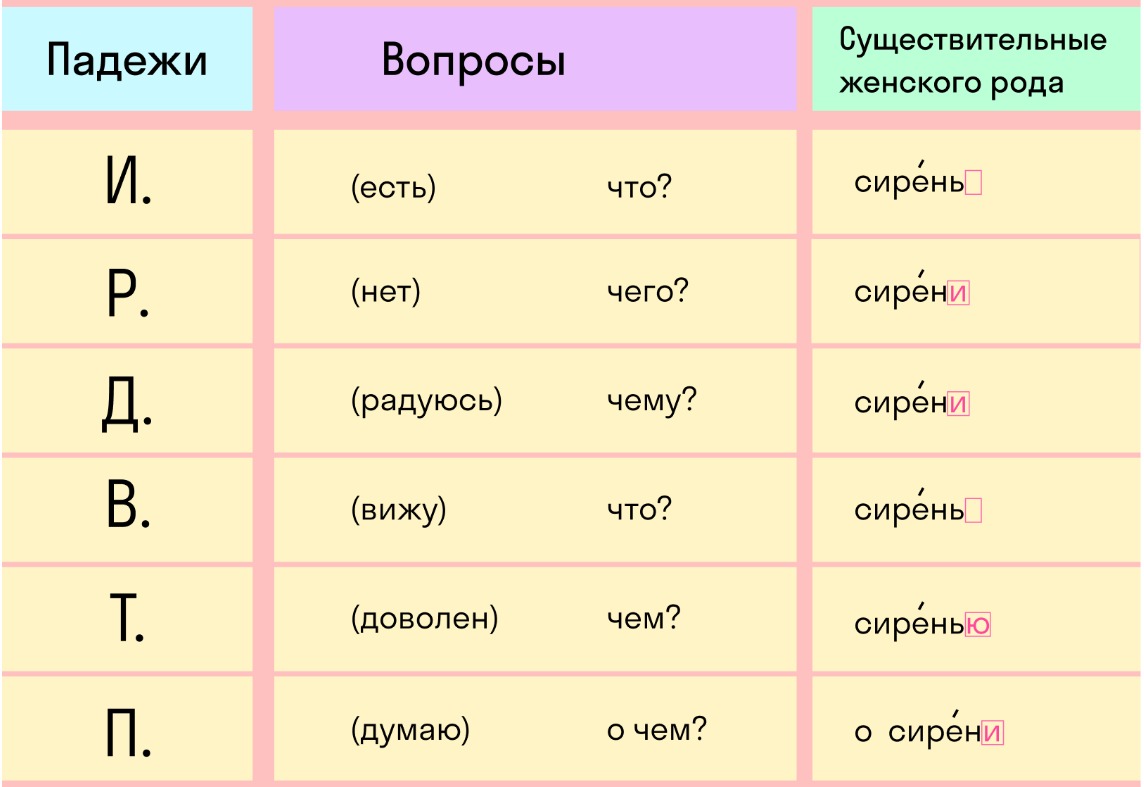 Падежи Вопросы Существительные
женского рода
И. (есть) что? сире́нь
Р. (нет) чего? сире́ни
Д. (радуюсь) чему? сире́ни
В. (вижу) что? сире́нь
Т. (доволен) чем? сире́нью
П. (думаю) о чем? о сире́ни